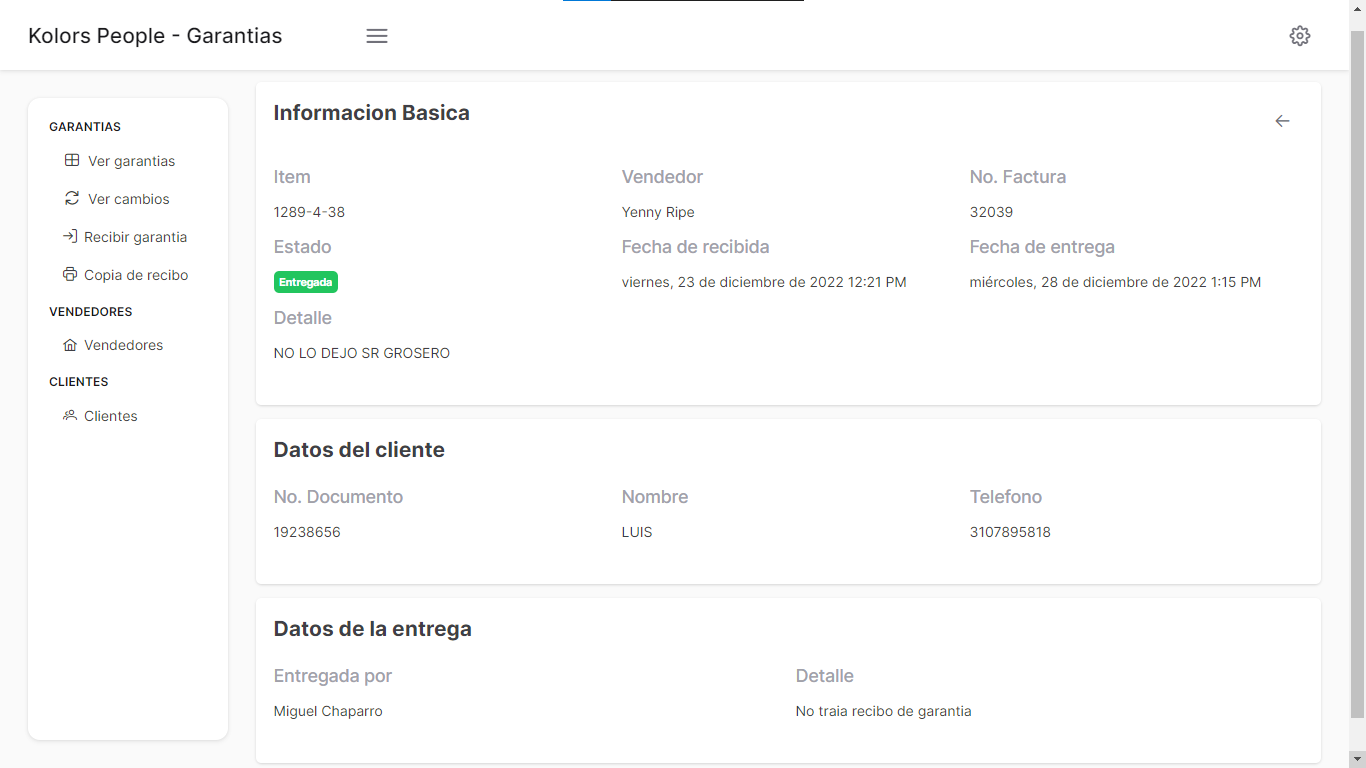 Kolors People - Garantias
GARANTIAS
Ver garantias
Ver cambios
Recibir garantia
Copia de recibo
VENDEDORES
Vendedores
CLIENTES
Clientes
Informacion Basica
Item Vendedor No. Factura
1289-4-38 Yenny Ripe 32039
Estado Fecha de recibida Fecha de entrega
Entregada viernes, 23 de diciembre de 2022 12:21 PM miércoles, 28 de diciembre de 2022 1:15 PM
Detalle
NO LO DEJO SR GROSERO
Datos del cliente
No. Documento Nombre Telefono
19238656 LUIS 3107895818
Datos de la entrega
Entregada por Detalle
Miguel Chaparro No traia recibo de garantia